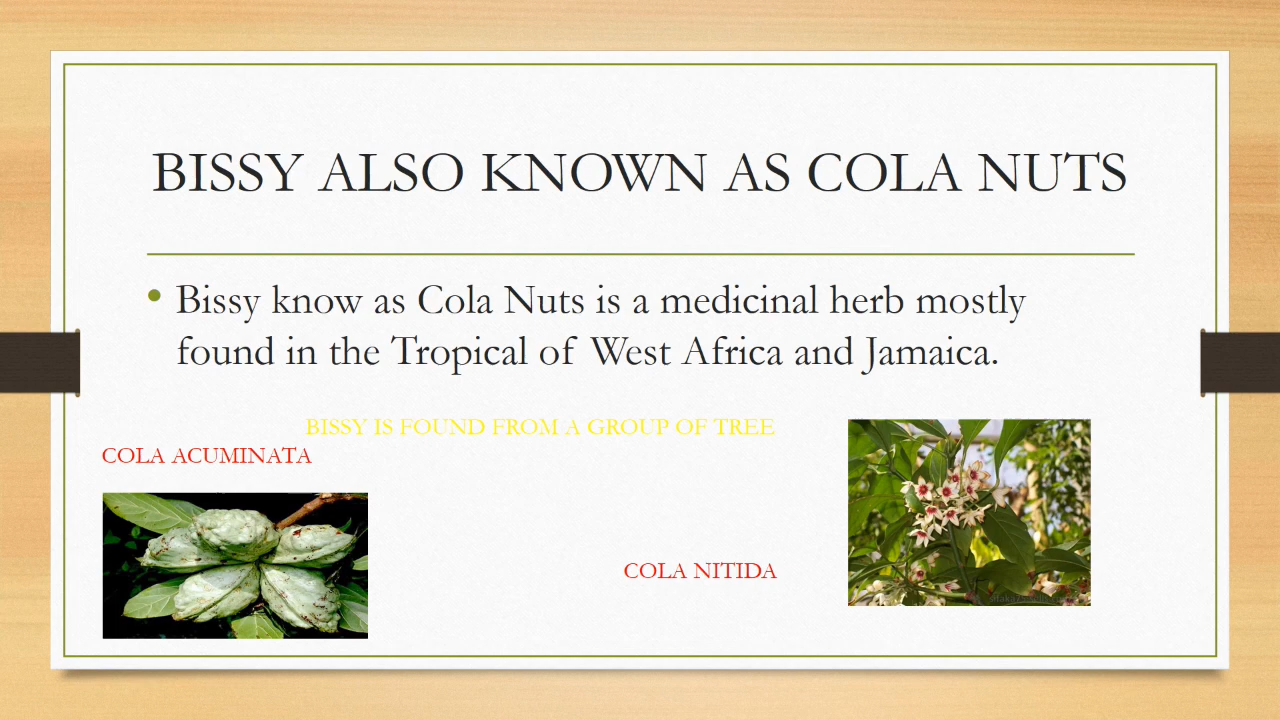 BISSY ALSO KNOWN AS COLA NUTS
• Bissy know as Cola Nuts is a medicinal herb mostly
found in the Tropical of West Africa and Jamaica.
BISSY IS FOUND FROM A GROUP OF TREE
COLA ACUMINATA
COLA NITIDA